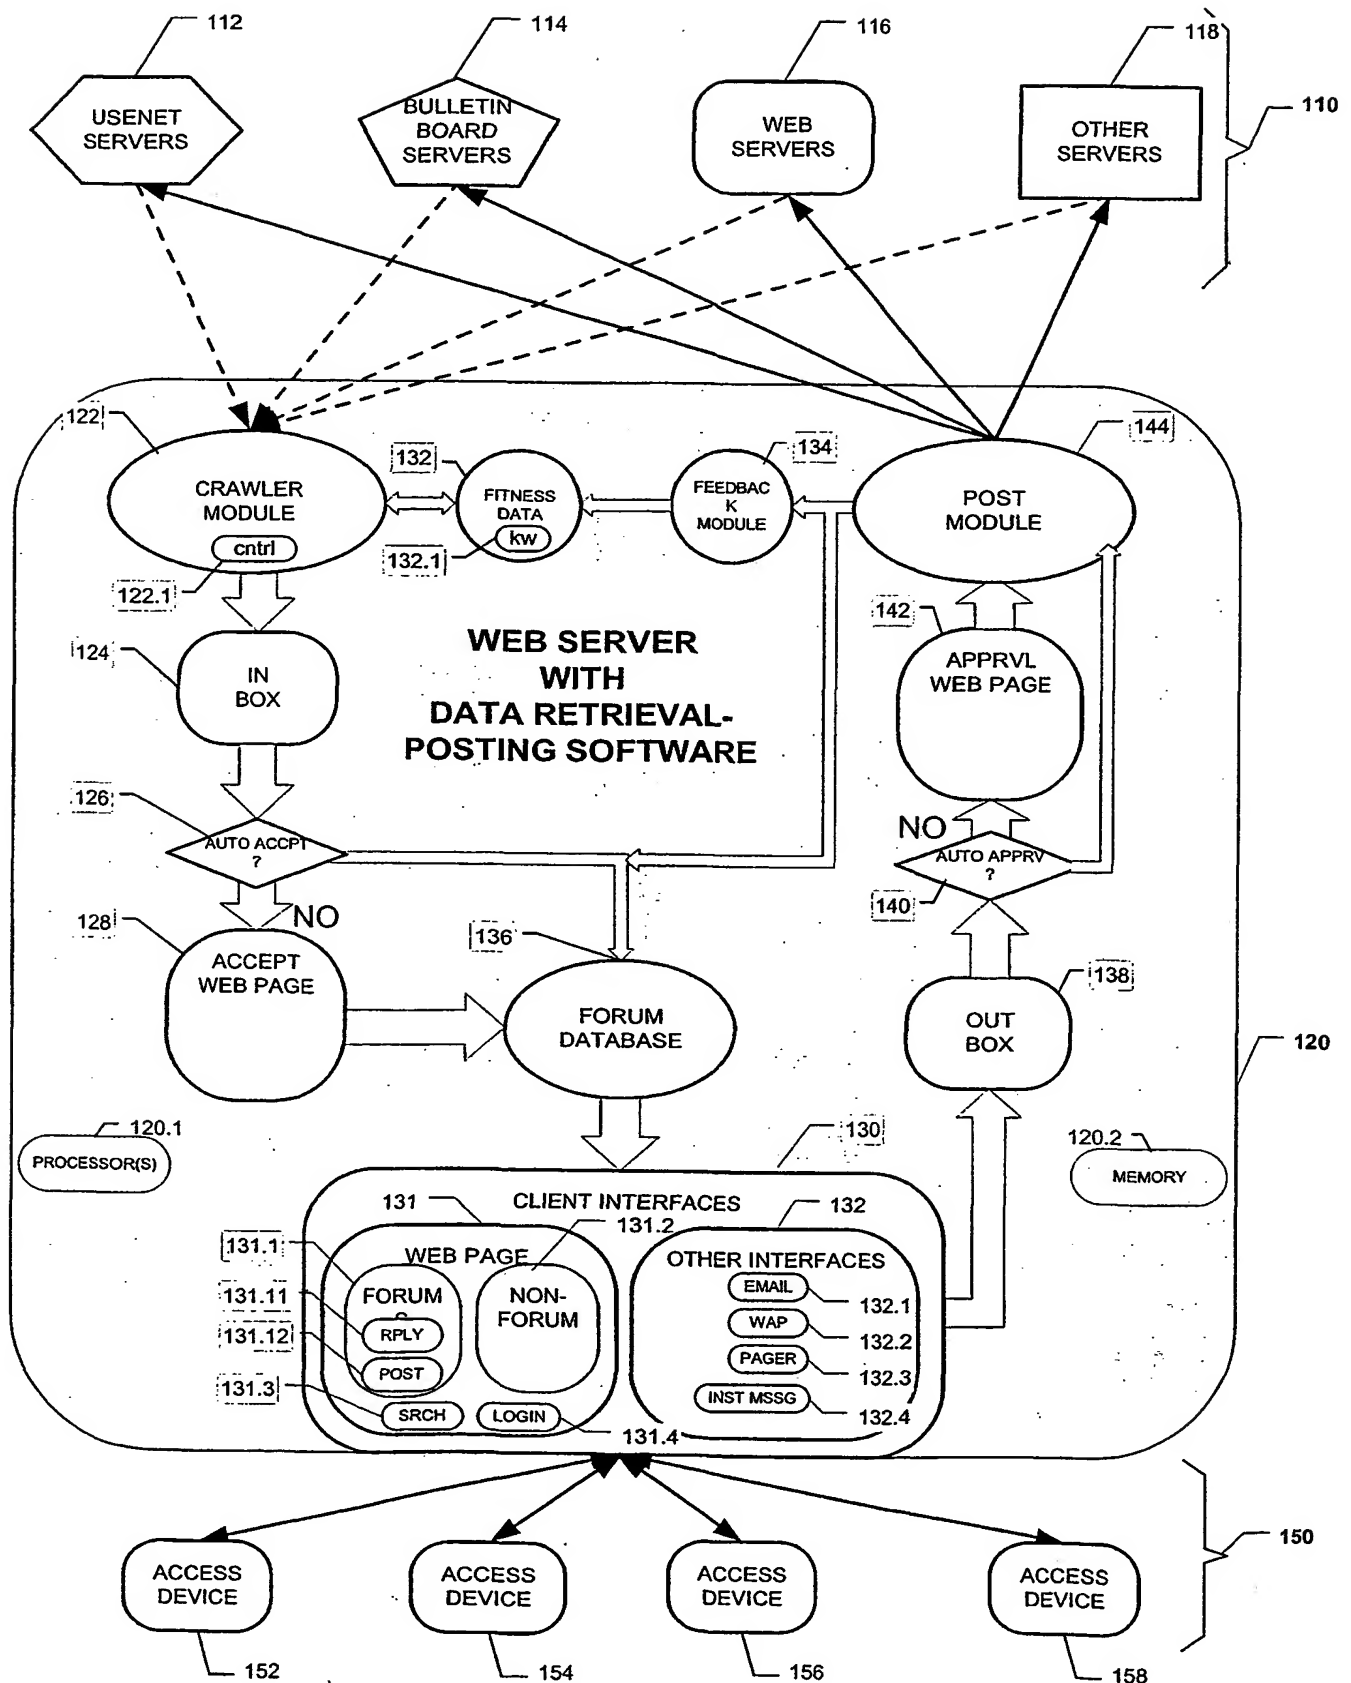 112
114
116
118
110
USENET
SERVERS
BULLETIN
BOARD
SERVERS
WEB
SERVERS
OTHER
SERVERS
122
132
134
144
CRAWLER
MODULE
cntrl
FITNESS
DATA
kw
FEEDBAC
K
MODULE
POST
MODULE
122.1
132.1
142
124
IN
BOX
WEB SERVER
WITH
DATA RETRIEVAL-
POSTING SOFTWARE
APPRVL
WEB PAGE
126
AUTO ACCPT
?
NO
NO
AUTO APPRV
?
140
128
ACCEPT
WEB PAGE
136
FORUM
DATABASE
138
OUT
BOX
120
120.1
PROCESSOR(S)
130
120.2
MEMORY
CLIENT INTERFACES
131
132
131.1
131.2
WEB PAGE
OTHER INTERFACES
FORUM
S
NON-
FORUM
131.11
RPLY
131.12
POST
131.3
SRCH
LOGIN
131.4
EMAIL
132.1
WAP
132.2
PAGER
132.3
INST MSSG
132.4
150
ACCESS
DEVICE
ACCESS
DEVICE
ACCESS
DEVICE
ACCESS
DEVICE
152
154
156
158